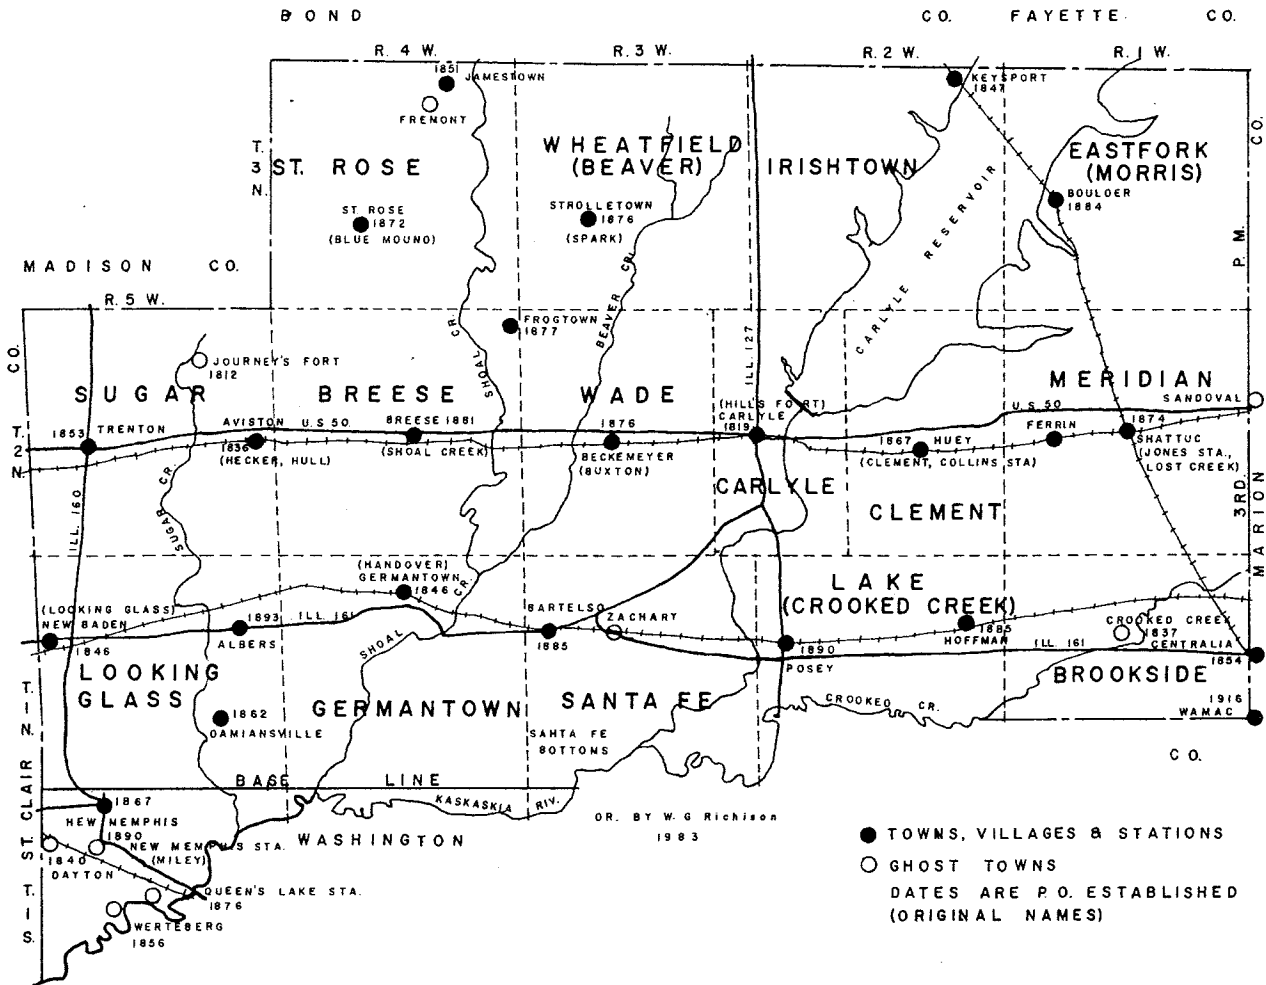 BOND
CO.
FAYETTE
CO.
R. 4 W.
R. 3 W.
R. 2 W.
R. 1 W.
1851
JAMESTOWN
FREMONT
KEYSPORT
1847
CO.
T.
3
N.
ST. ROSE
WHEATFIELD
(BEAVER)
IRISHTOWN
EASTFORK
(MORRIS)
BOULDER
1884
ST ROSE
1872
(BLUE MOUND)
STROLLETOWN
1876
(SPARK)
CARLYLE RESERVOIR
P. M.
MADISON CO.
R. 5 W.
BEAVER CR.
SHOAL CR.
FROGTOWN
1877
ILL. 127
CO.
JOURNEY'S FORT
1812
SUGAR
BREESE
WADE
MERIDIAN
SANDOVAL
(HILLS FORT)
CARLYLE
1819
U.S 50
1874
SHATTUC
(JONES STA.,
LOST CREEK)
FERRIN
T.
2
N.
1853
TRENTON
AVISTON
1836
(HECKER, HULL)
U.S 50
BREESE 1881
(SHOAL CREEK)
1876
BECKEMEYER
(BUXTON)
1867 HUEY
(CLEMENT, COLLINS STA)
SUGAR CR.
ILL. 160
CARLYLE
CLEMENT
3RD.
MARION
(HANDOVER)
GERMANTOWN
1846
SHOAL CR.
(LOOKING GLASS)
NEW BADEN
1846
1893
ALBERS
ILL 161
BARTELSO
1885
ZACHART
LAKE
(CROOKED CREEK)
1885
HOFFMAN
CROOKED CREEK
1837
CENTRALIA
1854
ILL. 161
1890
POSEY
LOOKING
GLASS
GERMANTOWN
SANTA FE
BROOKSIDE
T.
1
N.
1862
DAMIANSVILLE
SAHTA FE
BOTTOMS
CROOKED CR.
1916
WAMAC
CO.
BASE LINE
KASKASKIA RIV.
ST. CLAIR
1867
HEW MEMPHIS
1890
NEW MEMPHIS STA.
(MILEY)
WASHINGTON
OR. BY W. G Richison
1983
1840
DAYTON
QUEEN'S LAKE STA.
1876
WERTEBERG
1856
T.
1
S.
TOWNS, VILLAGES & STATIONS
GHOST TOWNS
DATES ARE P.O. ESTABLISHED
(ORIGINAL NAMES)